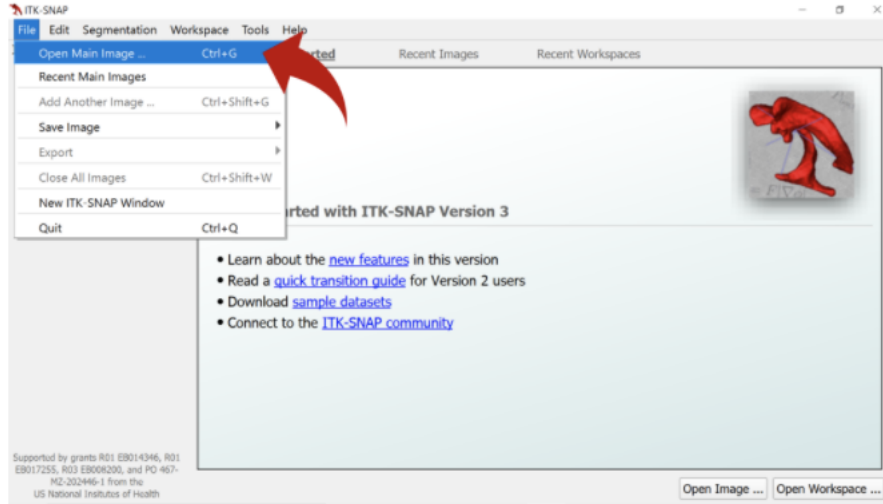 ITK-SNAP
File Edit Segmentation Workspace Tools Help
Open Main Image ... Ctrl+G
Recent Images Recent Workspaces
Recent Main Images
Add Another Image ... Ctrl+Shift+G
Save Image
Export
Close All Images Ctrl+Shift+W
New ITK-SNAP Window
rted with ITK-SNAP Version 3
Quit Ctrl+Q
• Learn about the new features in this version
• Read a quick transition guide for Version 2 users
• Download sample datasets
• Connect to the ITK-SNAP community
Supported by grants R01 EB014346, R01
EB017255, R03 EB008200, and PO 467-
MZ-202446-1 from the
US National Insitutes of Health
Open Image ... Open Workspace ...